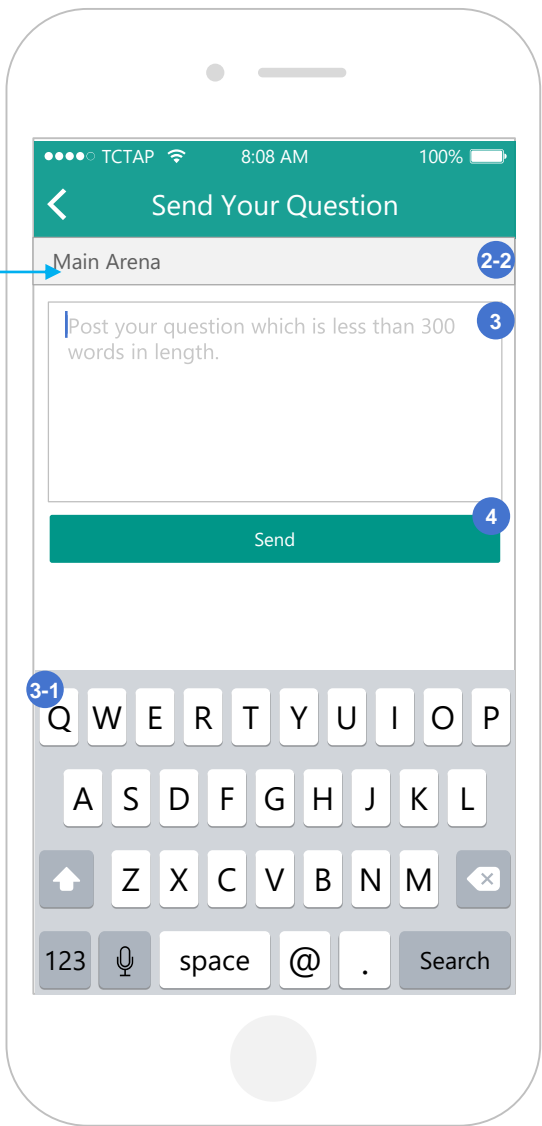 TCTAP 8:08 AM 100%
Send Your Question
Main Arena 2-2
Post your question which is less than 300 3
words in length.
4
Send
3-1
Q W E R T Y U I O P
A S D F G H J K L
Z X C V B N M
123 space @ . Search